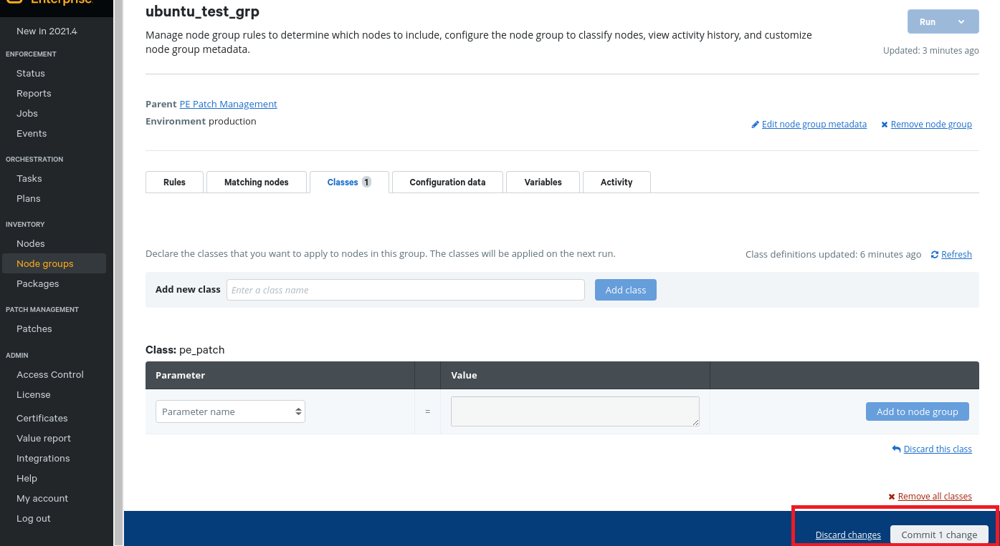 Enterprise
New in 2021.4
ENFORCEMENT
Status
Reports
Jobs
Events
ORCHESTRATION
Tasks
Plans
INVENTORY
Nodes
Node groups
Packages
PATCH MANAGEMENT
Patches
ADMIN
Access Control
License
Certificates
Value report
Integrations
Help
My account
Log out
ubuntu_test_grp
Run
Manage node group rules to determine which nodes to include, configure the node group to classify nodes, view activity history, and customize
node group metadata.
Updated: 3 minutes ago
Parent PE Patch Management
Environment production
Edit node group metadata Remove node group
Rules Matching nodes Classes 1 Configuration data Variables Activity
Declare the classes that you want to apply to nodes in this group. The classes will be applied on the next run. Class definitions updated: 6 minutes ago Refresh
Add new class Enter a class name Add class
Class: pe_patch
Parameter Value
Parameter name = Add to node group
Discard this class
Remove all classes
Discard changes Commit 1 change